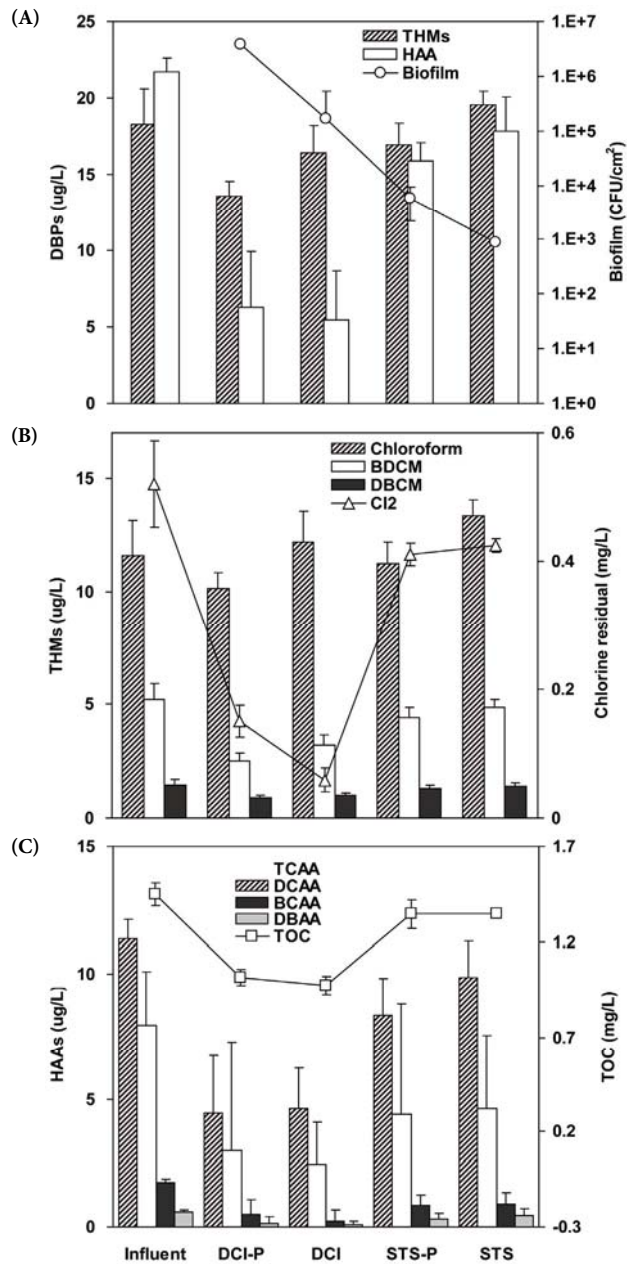 (A)
25
20
15
10
5
0
DBPs (ug/L)
THMs
HAA
Biofilm
1.E+7
1.E+6
1.E+5
1.E+4
1.E+3
1.E+2
1.E+1
1.E+0
Biofilm (CFU/cm²)
(B)
15
10
5
0
THMs (ug/L)
Chloroform
BDCM
DBCM
Cl2
0.6
0.4
0.2
0
Chlorine residual (mg/L)
(C)
15
10
5
0
HAAs (ug/L)
TCAA
DCAA
BCAA
DBAA
TOC
1.7
1.2
0.7
0.2
-0.3
TOC (mg/L)
Influent DCI-P DCI STS-P STS